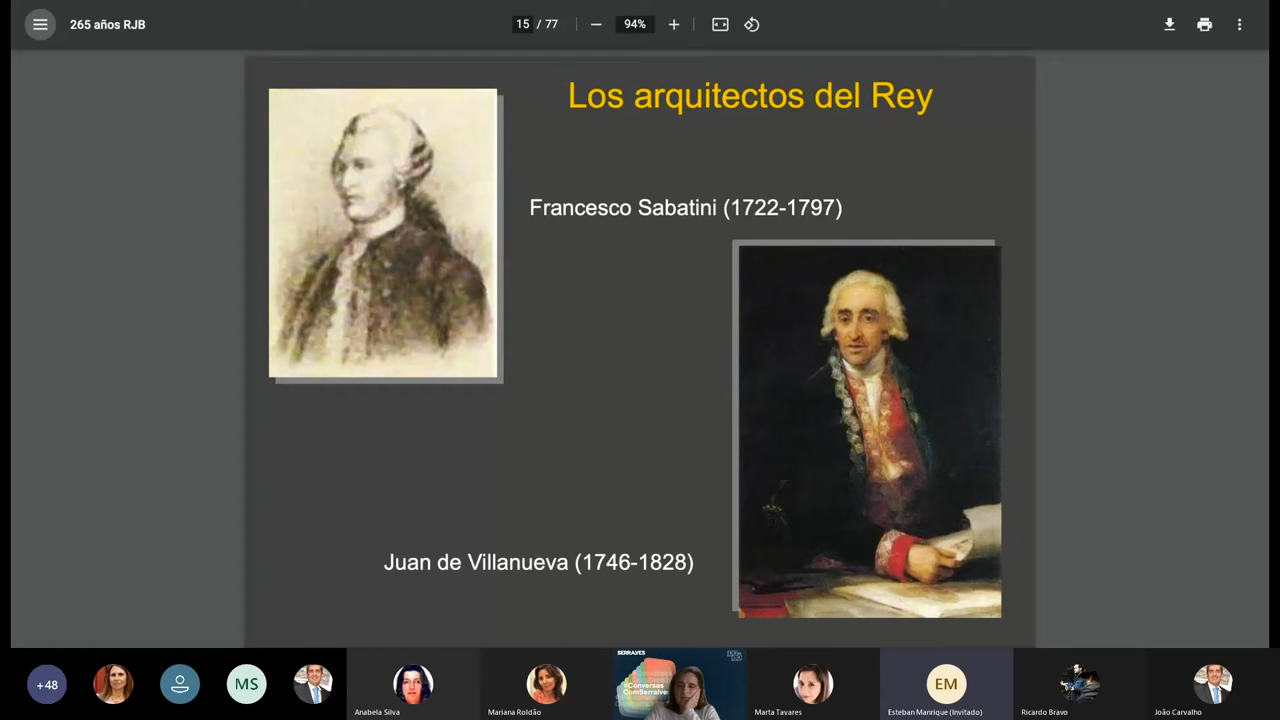 265 años RJB
15 / 77
94%
Los arquitectos del Rey
Francesco Sabatini (1722-1797)
Juan de Villanueva (1746-1828)
+48
MS
Anabela Silva
Mariana Roldão
SERRALVES
#Conversas
ComSerralves
Marta Tavares
EM
Esteban Manrique (Invitado)
Ricardo Bravo
João Carvalho